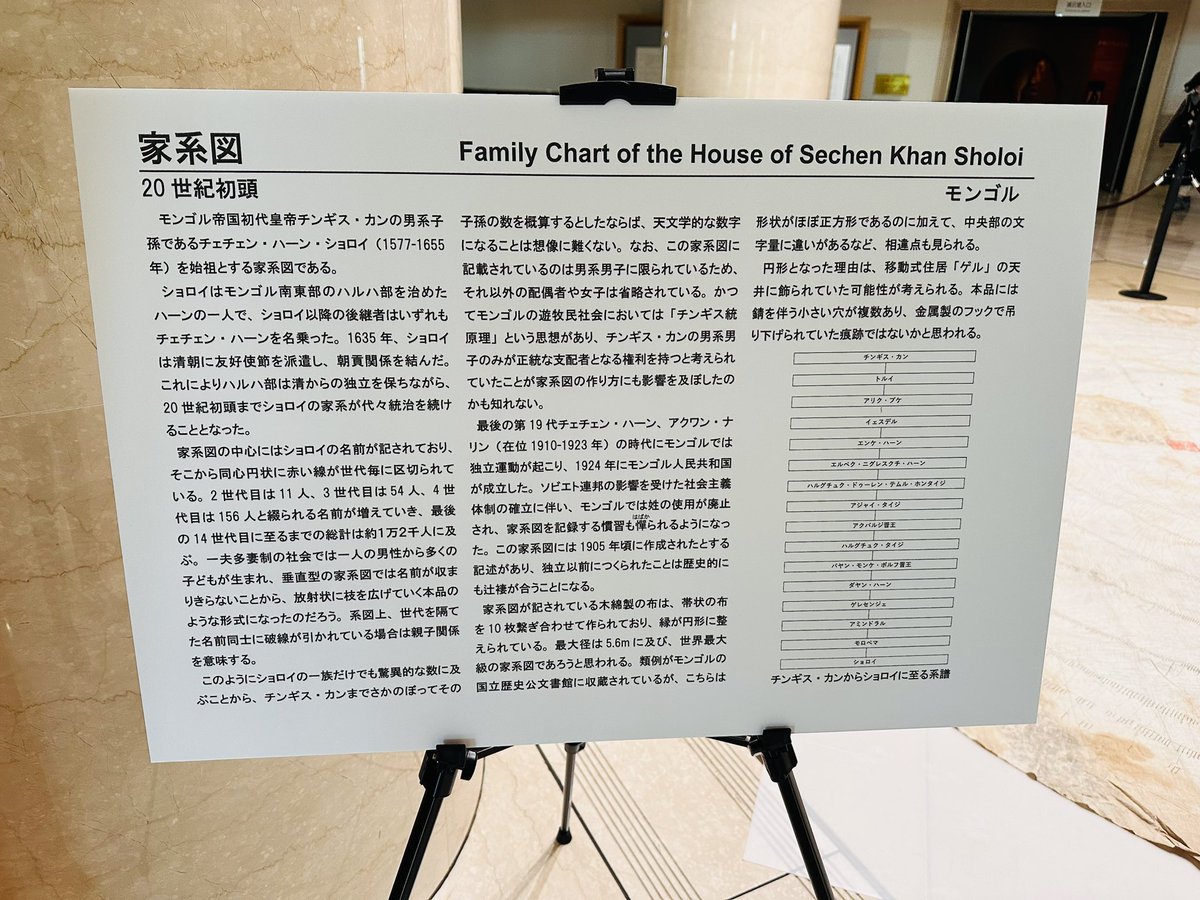 家系図
Family Chart of the House of Sechen Khan Sholoi
20 世紀初頭
モンゴル
モンゴル帝国初代皇帝チンギス・カンの男系子
孫であるチェチェン・ハーン・ショロイ（1577-1655
年）を始祖とする家系図である。
ショロイはモンゴル南東部のハルハ部を治めた
ハーンの一人で、ショロイ以降の後継者はいずれも
チェチェン・ハーンを名乗った。1635 年、ショロイ
は清朝に友好使節を派遣し、朝貢関係を結んだ。
これによりハルハ部は清からの独立を保ちながら、
20 世紀初頭までショロイの家系が代々統治を続け
ることとなった。
家系図の中心にはショロイの名前が記されており、
そこから同心円状に赤い線が世代毎に区切られて
いる。2 世代目は 11 人、3 世代目は 54 人、4 世
代目は 156 人と綴られる名前が増えていき、最後
の 14 世代目に至るまでの総計は約1万2千人に及
ぶ。一夫多妻制の社会では一人の男性から多くの
子どもが生まれ、垂直型の家系図では名前が収ま
りきらないことから、放射状に枝を広げていく本品の
ような形式になったのだろう。系図上、世代を隔て
た名前同士に破線が引かれている場合は親子関係
を意味する。
このようにショロイの一族だけでも驚異的な数に及
ぶことから、チンギス・カンまでさかのぼってその
子孫の数を概算するとしたならば、天文学的な数字
になることは想像に難くない。なお、この家系図に
記載されているのは男系男子に限られているため、
それ以外の配偶者や女子は省略されている。かつ
てモンゴルの遊牧民社会においては「チンギス統
原理」という思想があり、チンギス・カンの男系男
子のみが正統な支配者となる権利を持つと考えられ
ていたことが家系図の作り方にも影響を及ぼしたの
かも知れない。
最後の第 19 代チェチェン・ハーン、アクワン・ナ
リン（在位 1910-1923 年）の時代にモンゴルでは
独立運動が起こり、1924 年にモンゴル人民共和国
が成立した。ソビエト連邦の影響を受けた社会主義
体制の確立に伴い、モンゴルでは姓の使用が廃止
され、家系図を記録する慣習も憚られるようになっ
た。この家系図には 1905 年頃に作成されたとする
記述があり、独立以前につくられたことは歴史的に
も辻褄が合うことになる。
家系図が記されている木綿製の布は、帯状の布
を 10 枚繋ぎ合わせて作られており、縁が円形に整
えられている。最大径は 5.6m に及び、世界最大
級の家系図であろうと思われる。類例がモンゴルの
国立歴史公文書館に収蔵されているが、こちらは
形状がほぼ正方形であるのに加えて、中央部の文
字量に違いがあるなど、相違点も見られる。
円形となった理由は、移動式住居「ゲル」の天
井に飾られていた可能性が考えられる。本品には
錆を伴う小さい穴が複数あり、金属製のフックで吊
り下げられていた痕跡ではないかと思われる。
チンギス・カン
トルイ
アリク・ブケ
イェスデル
エンケ・ハーン
エルベク・ニグレスクチ・ハーン
ハルグチュク・ドゥーレン・テムル・ホンタイジ
アジャイ・タイジ
アクバルジ晋王
ハルグチュク・タイジ
バヤン・モンケ・ボルフ晋王
ダヤン・ハーン
ゲレセンジェ
アミンドラル
モロベマ
ショロイ
チンギス・カンからショロイに至る系譜